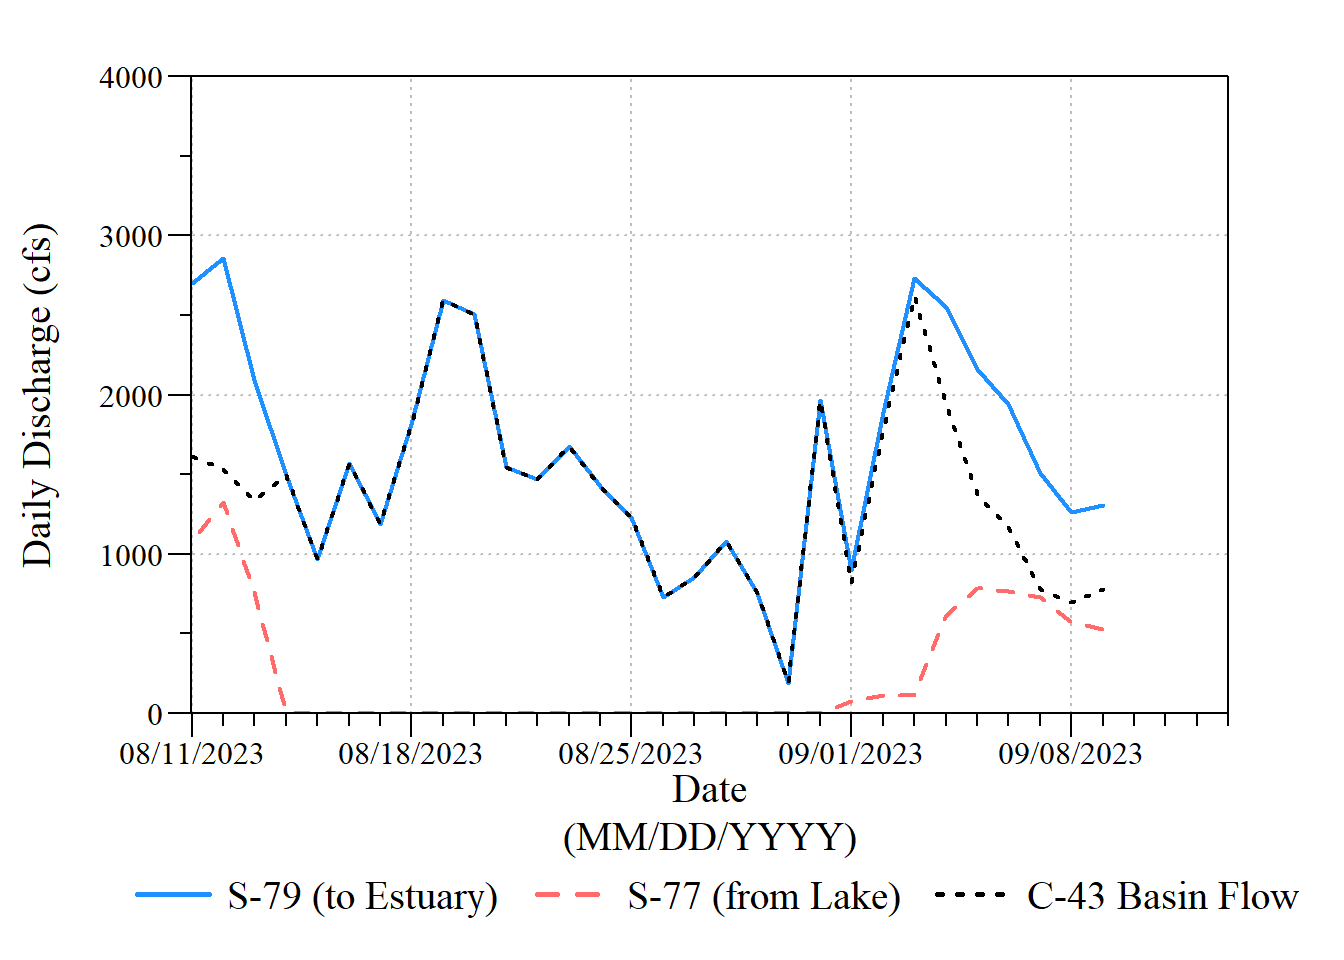 4000
3000
2000
1000
0
Daily Discharge (cfs)
08/11/2023 08/18/2023 08/25/2023 09/01/2023 09/08/2023
Date
(MM/DD/YYYY)
S-79 (to Estuary) S-77 (from Lake) C-43 Basin Flow